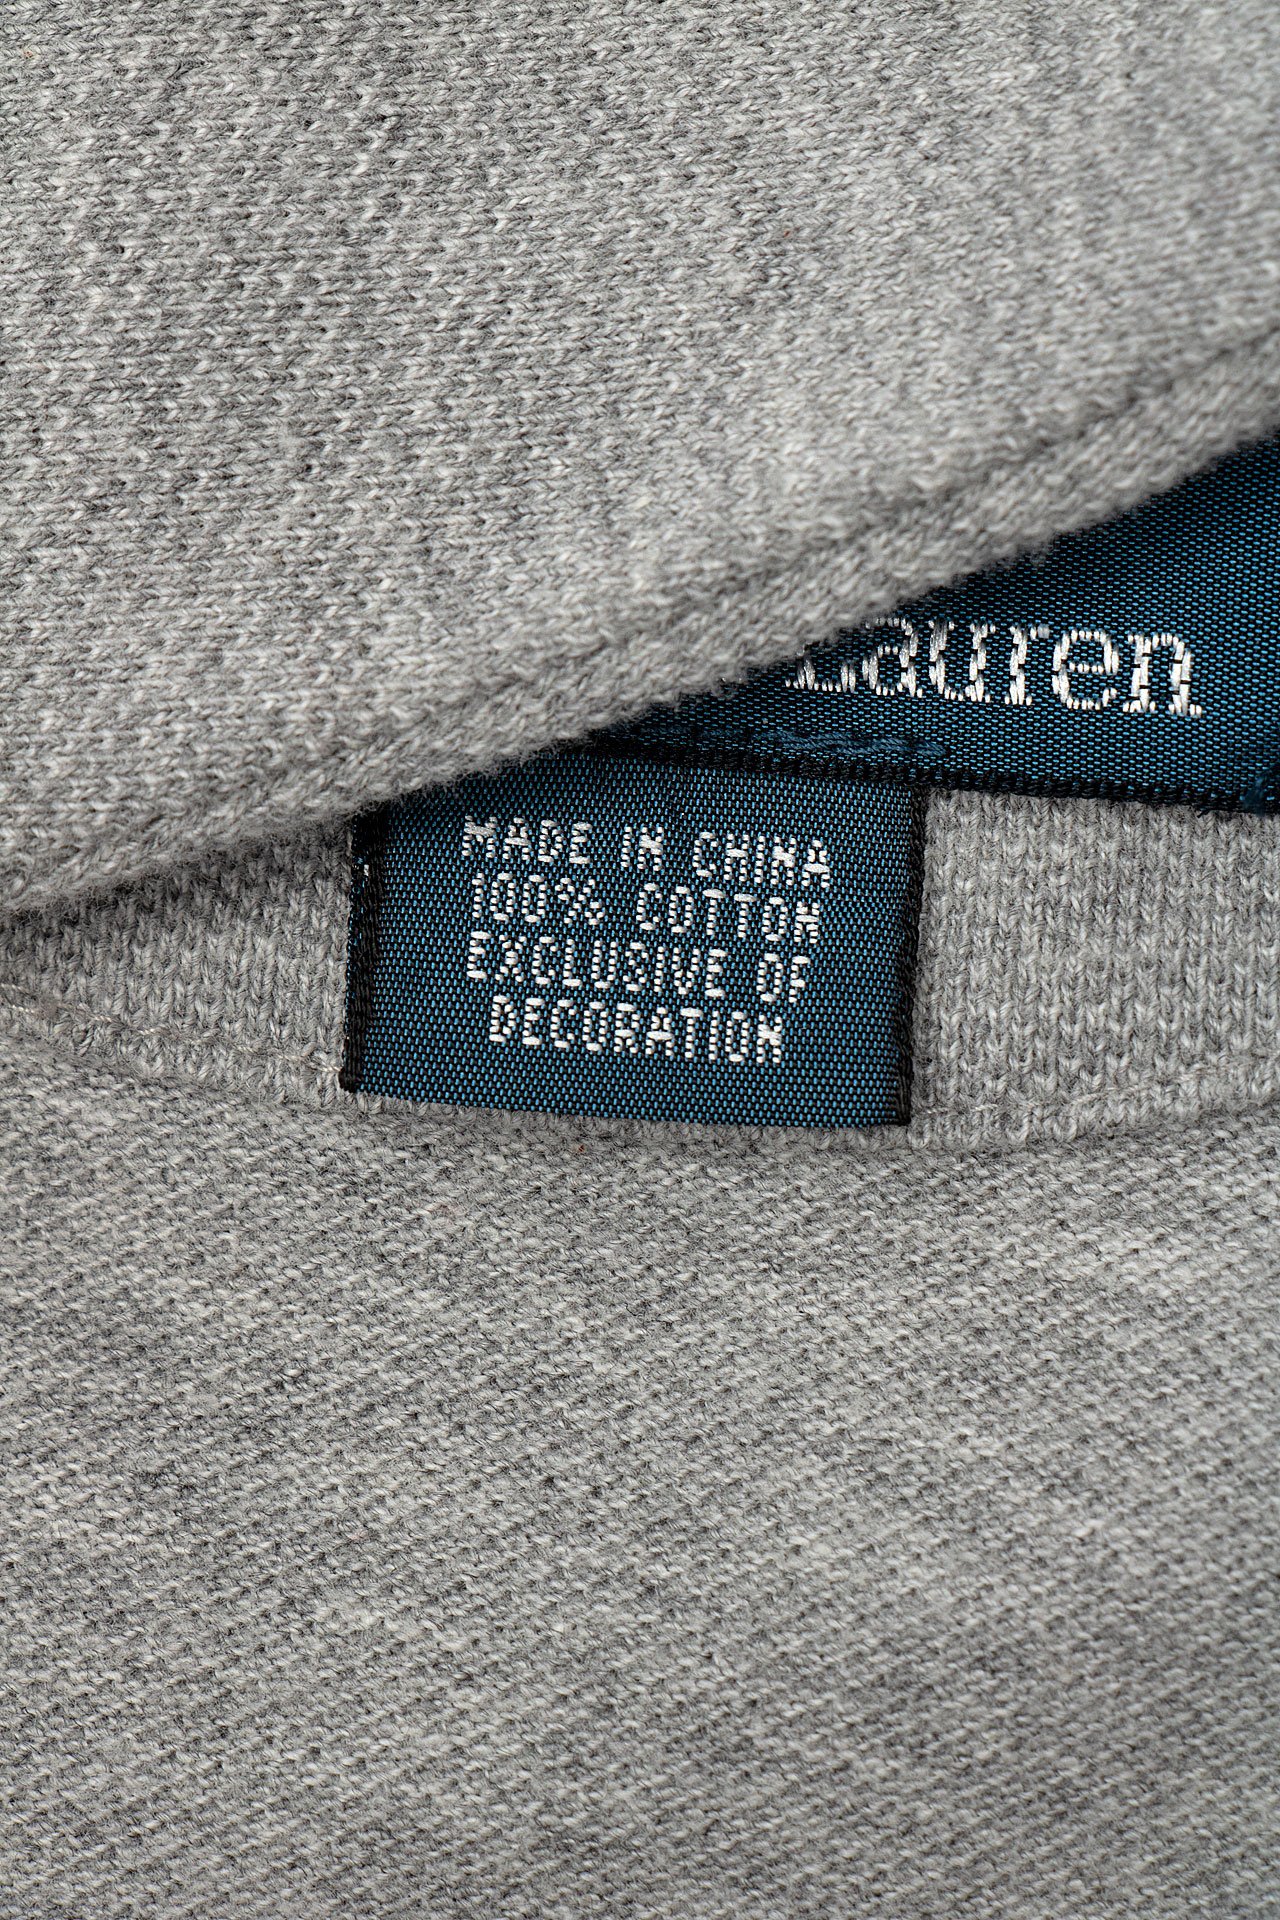 Lauren
MADE IN CHINA
100% COTTON
EXCLUSIVE OF
DECORATION